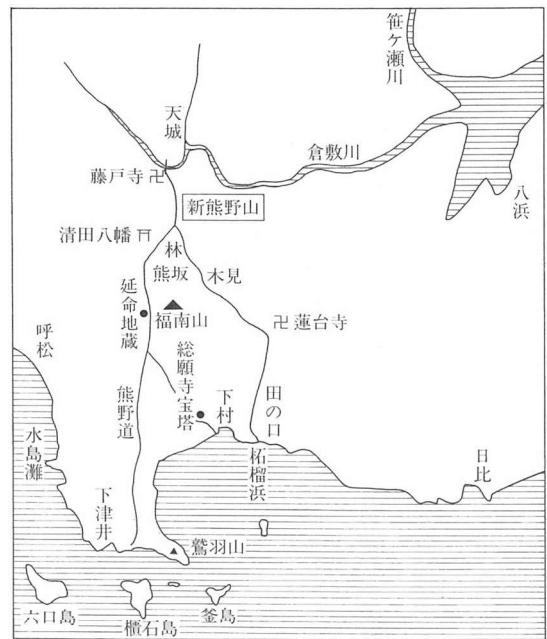 笹ヶ瀬川
天城
倉敷川
藤戸寺卍
八浜
新熊野山
清田八幡
林
熊坂
木見
延命地蔵
福南山
卍蓮台寺
呼松
総願寺宝塔
下村
田の口
熊野道
水島灘
柘榴浜
日比
下津井
鷲羽山
六口島
櫃石島
釜島